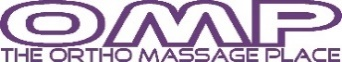 OMP
THE ORTHO MASSAGE PLACE